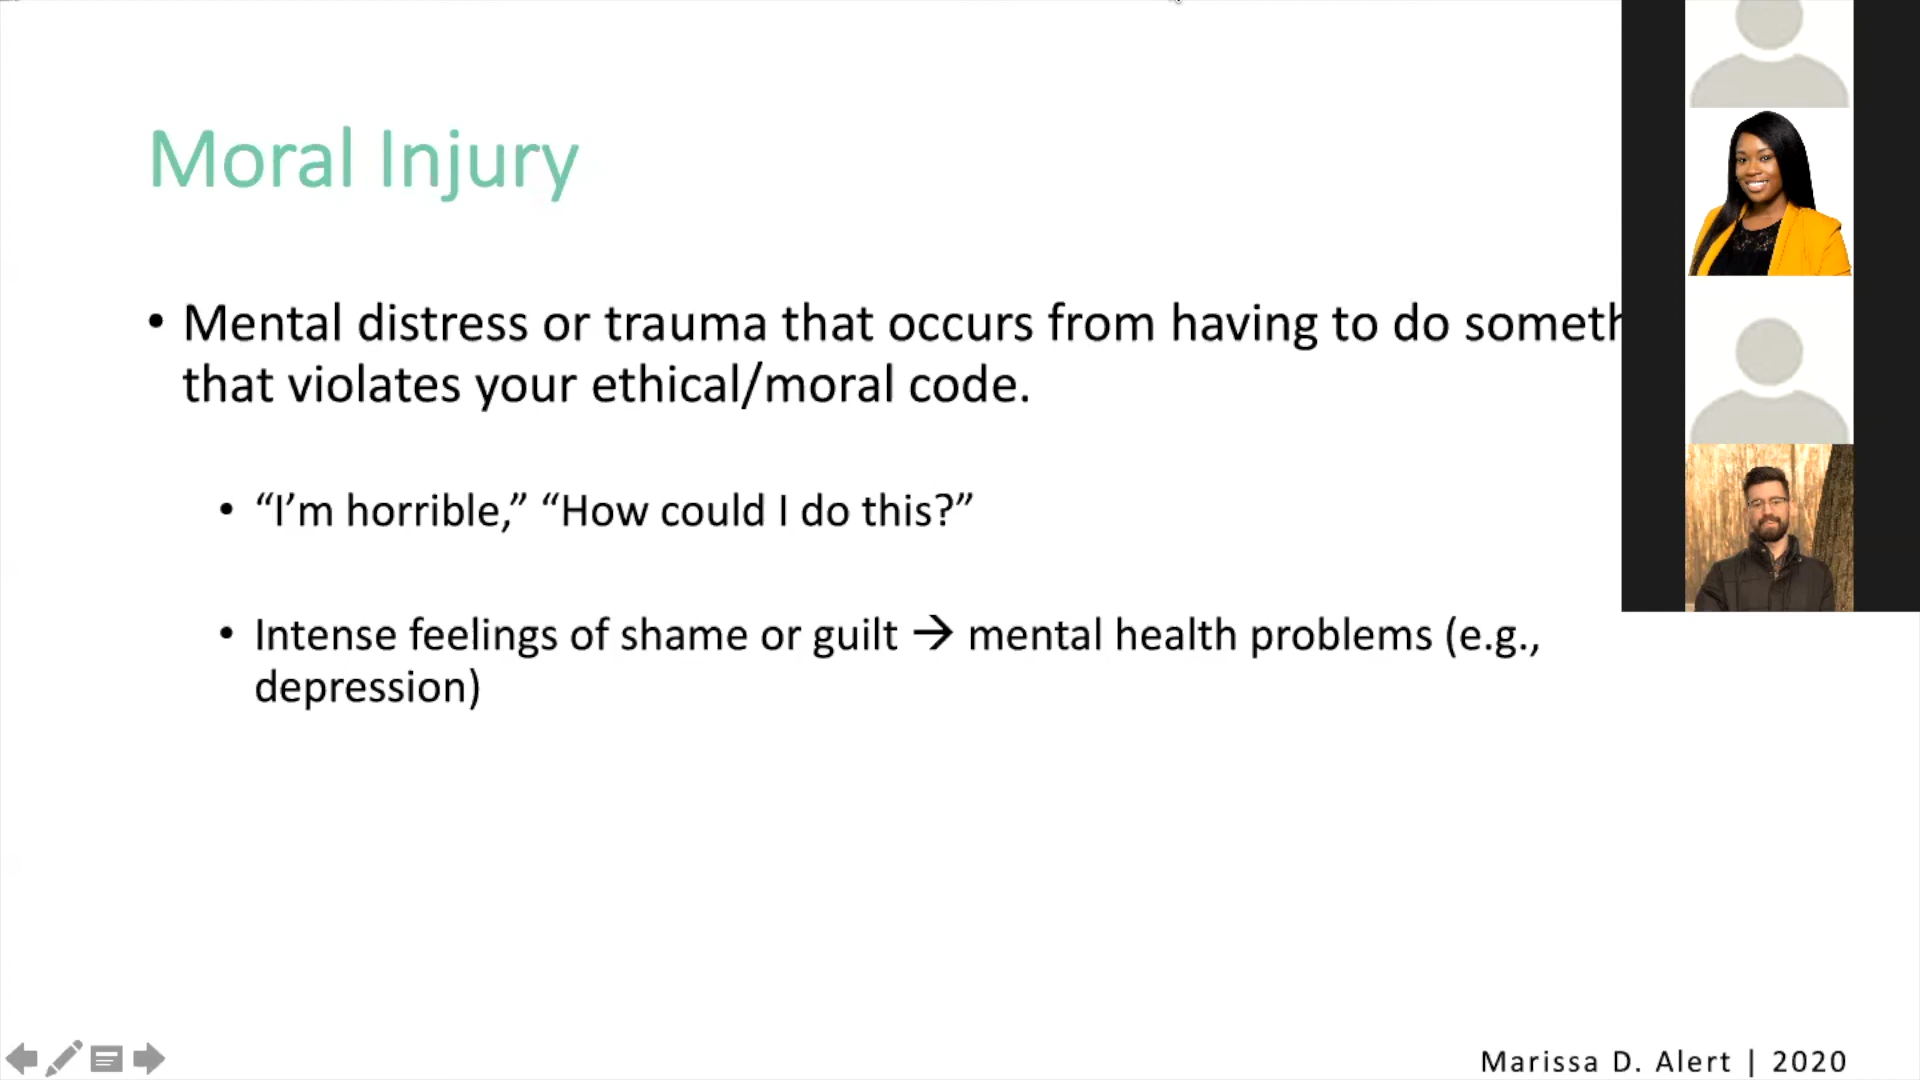 Moral Injury
• Mental distress or trauma that occurs from having to do someth
that violates your ethical/moral code.
• “I’m horrible,” “How could I do this?”
• Intense feelings of shame or guilt → mental health problems (e.g.,
depression)
Marissa D. Alert | 2020